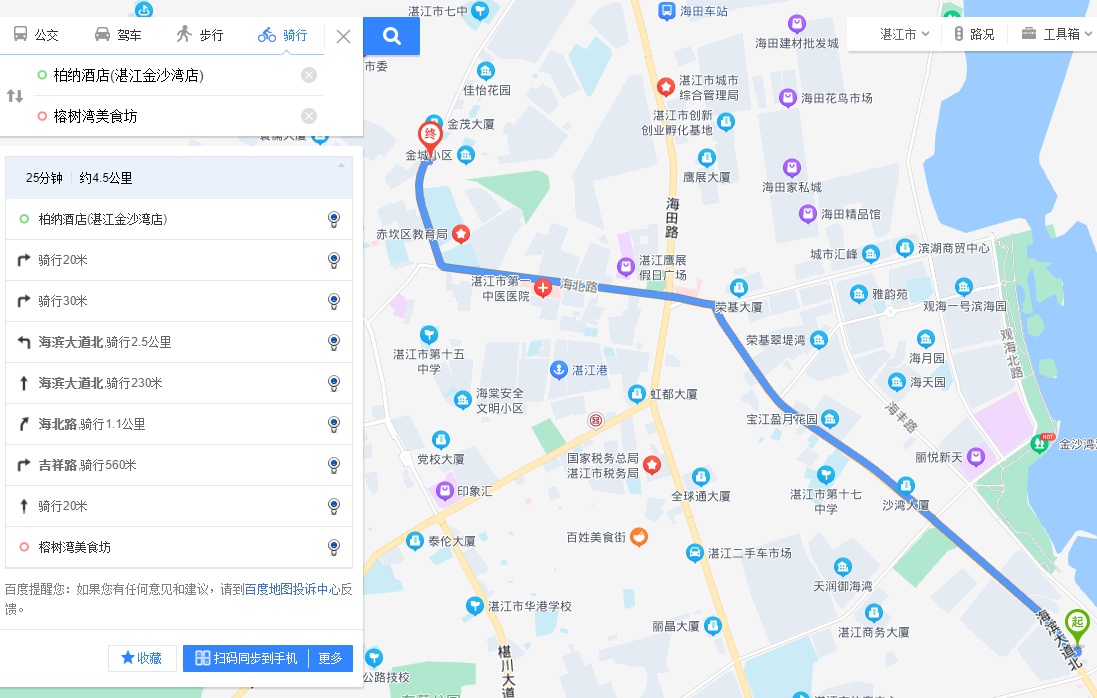 公交
驾车
步行
骑行
柏纳酒店(湛江金沙湾店)
榕树湾美食坊
25分钟 约4.5公里
柏纳酒店(湛江金沙湾店)
骑行20米
骑行30米
海滨大道北,骑行2.5公里
海滨大道北,骑行230米
海北路,骑行1.1公里
吉祥路,骑行560米
骑行20米
榕树湾美食坊
百度提醒您：如果您有任何意见和建议，请到百度地图投诉中心反
馈。
收藏
扫码同步到手机
更多
湛江市
路况
工具箱
湛江市七中
海田车站
海田建材批发城
市委
佳怡花园
湛江市城市
综合管理局
海田花鸟市场
金茂大厦
终
金城小区
湛江市创新
创业孵化基地
鹰展大厦
海田家私城
海田路
海田精品馆
赤坎区教育局
湛江鹰展
假日广场
城市汇峰
滨湖商贸中心
湛江市第一
中医医院
海北路
荣基大厦
雅韵苑
观海一号滨海园
荣基翠堤湾
观海北路
湛江市第十五
中学
湛江港
海月园
海天园
海棠安全
文明小区
虹都大厦
宝江盈月花园
海丰路
HOT
金沙湾
党校大厦
国家税务总局
湛江市税务局
丽悦新天
印象汇
全球通大厦
湛江市第十七
中学
沙湾大厦
百姓美食街
泰伦大厦
湛江二手车市场
天润御海湾
湛江市华港学校
丽晶大厦
湛江商务大厦
起
海滨大道北
椹川大道
公路技校